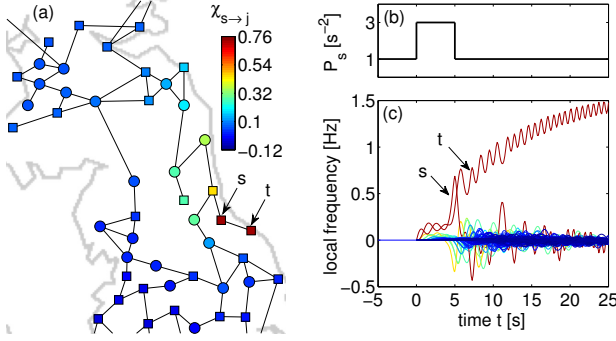 (a)
χs→j
0.76
0.54
0.32
0.1
−0.12
s
t
(b)
Ps [s−2]
3
1
(c)
local frequency [Hz]
1.5
1
0.5
0
−0.5
s
t
−5 0 5 10 15 20 25
time t [s]